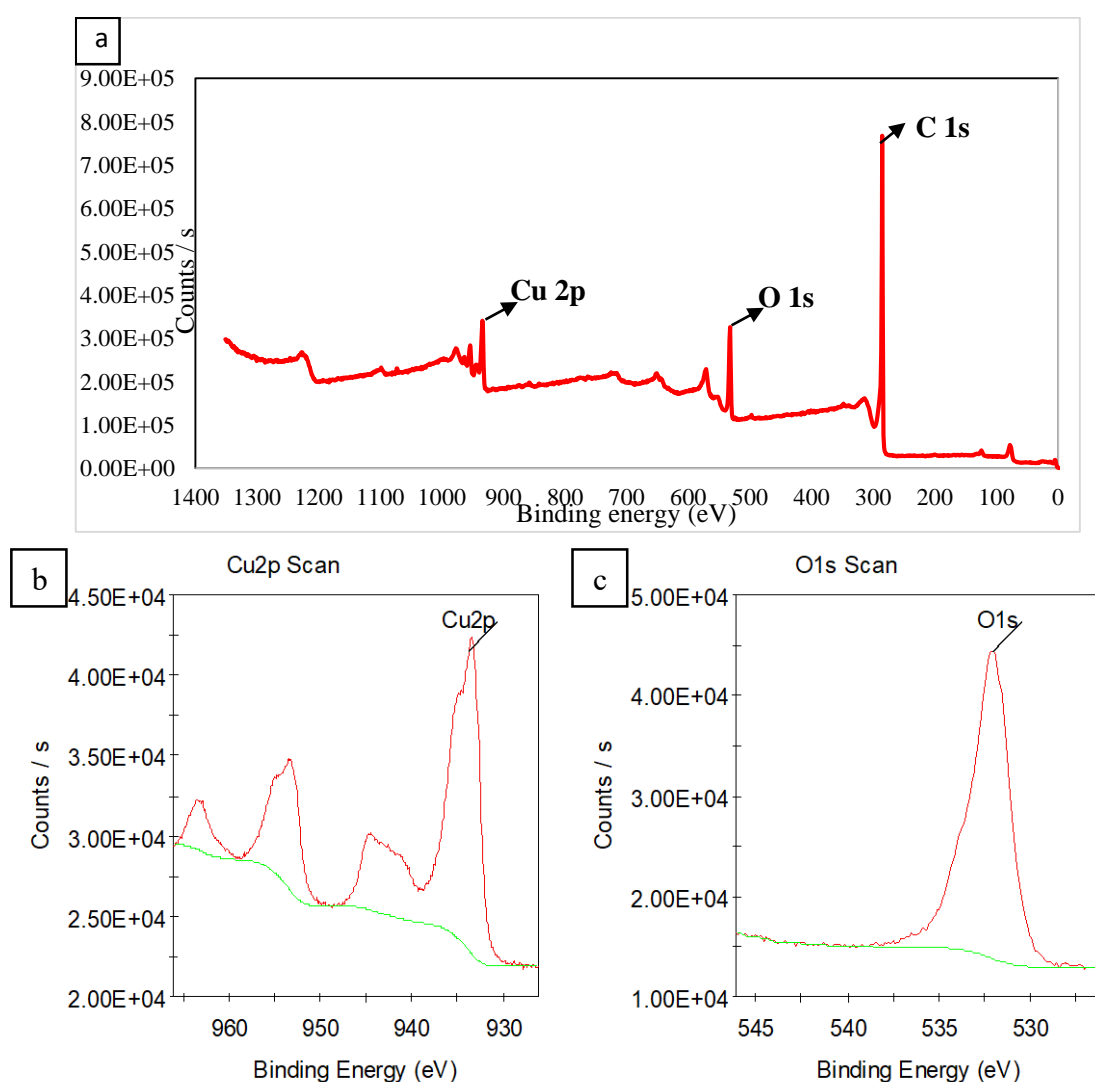 a
9.00E+05
8.00E+05
7.00E+05
6.00E+05
5.00E+05
4.00E+05
3.00E+05
2.00E+05
1.00E+05
0.00E+00
Counts / s
C 1s
Cu 2p
O 1s
1400 1300 1200 1100 1000 900 800 700 600 500 400 300 200 100 0
Binding energy (eV)
b
Cu2p Scan
4.50E+04
4.00E+04
3.50E+04
3.00E+04
2.50E+04
2.00E+04
Counts / s
Cu2p
960 950 940 930
Binding Energy (eV)
c
O1s Scan
5.00E+04
4.00E+04
3.00E+04
2.00E+04
1.00E+04
Counts / s
O1s
545 540 535 530
Binding Energy (eV)